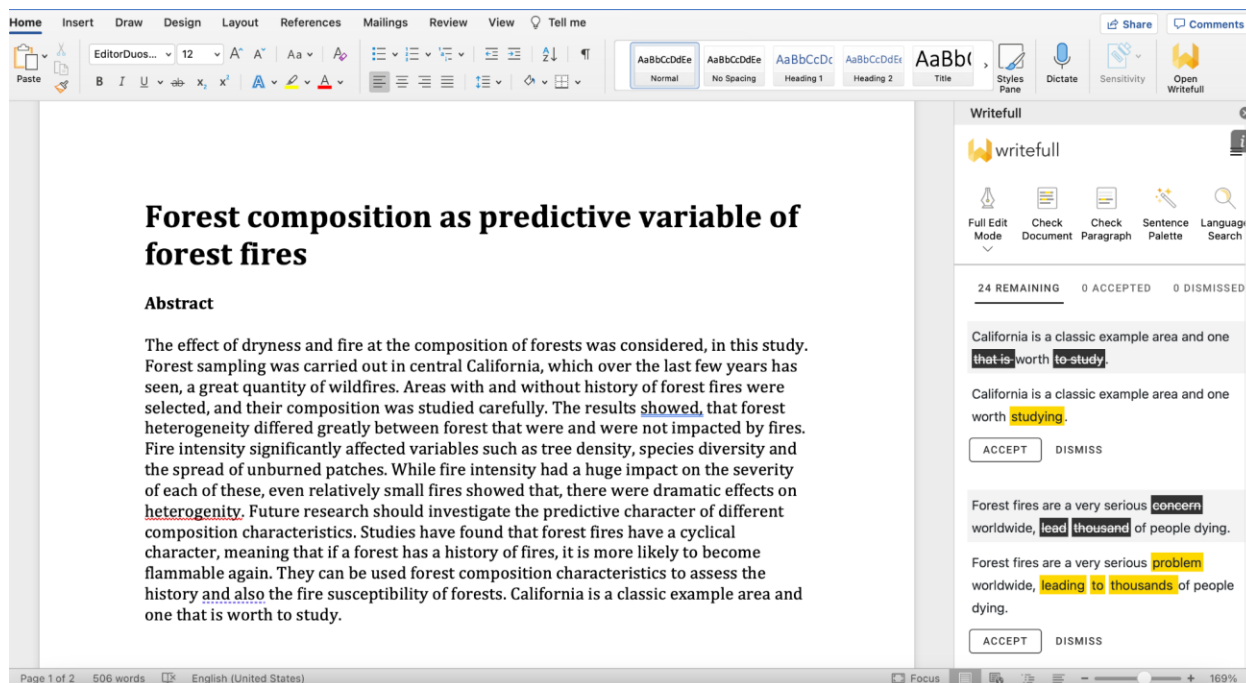 Home Insert Draw Design Layout References Mailings Review View Tell me
Share Comments
Paste
EditorDuos... 12 A^ A˅ Aa A
B I U ab x₂ x² A A
AaBbCcDdEe AaBbCcDdEe AaBbCcDc AaBbCcDdEe AaBb(
Normal No Spacing Heading 1 Heading 2 Title
Styles
Pane
Dictate
Sensitivity
Open
Writefull
Forest composition as predictive variable of
forest fires
Abstract
The effect of dryness and fire at the composition of forests was considered, in this study.
Forest sampling was carried out in central California, which over the last few years has
seen, a great quantity of wildfires. Areas with and without history of forest fires were
selected, and their composition was studied carefully. The results showed, that forest
heterogeneity differed greatly between forest that were and were not impacted by fires.
Fire intensity significantly affected variables such as tree density, species diversity and
the spread of unburned patches. While fire intensity had a huge impact on the severity
of each of these, even relatively small fires showed that, there were dramatic effects on
heterogenity. Future research should investigate the predictive character of different
composition characteristics. Studies have found that forest fires have a cyclical
character, meaning that if a forest has a history of fires, it is more likely to become
flammable again. They can be used forest composition characteristics to assess the
history and also the fire susceptibility of forests. California is a classic example area and
one that is worth to study.
Writefull
writefull
Full Edit
Mode
Check
Document
Check
Paragraph
Sentence
Palette
Language
Search
24 REMAINING 0 ACCEPTED 0 DISMISSED
California is a classic example area and one
that is worth to study.
California is a classic example area and one
worth studying.
ACCEPT DISMISS
Forest fires are a very serious concern
worldwide, lead thousand of people dying.
Forest fires are a very serious problem
worldwide, leading to thousands of people
dying.
ACCEPT DISMISS
Page 1 of 2 506 words English (United States) Focus 169%